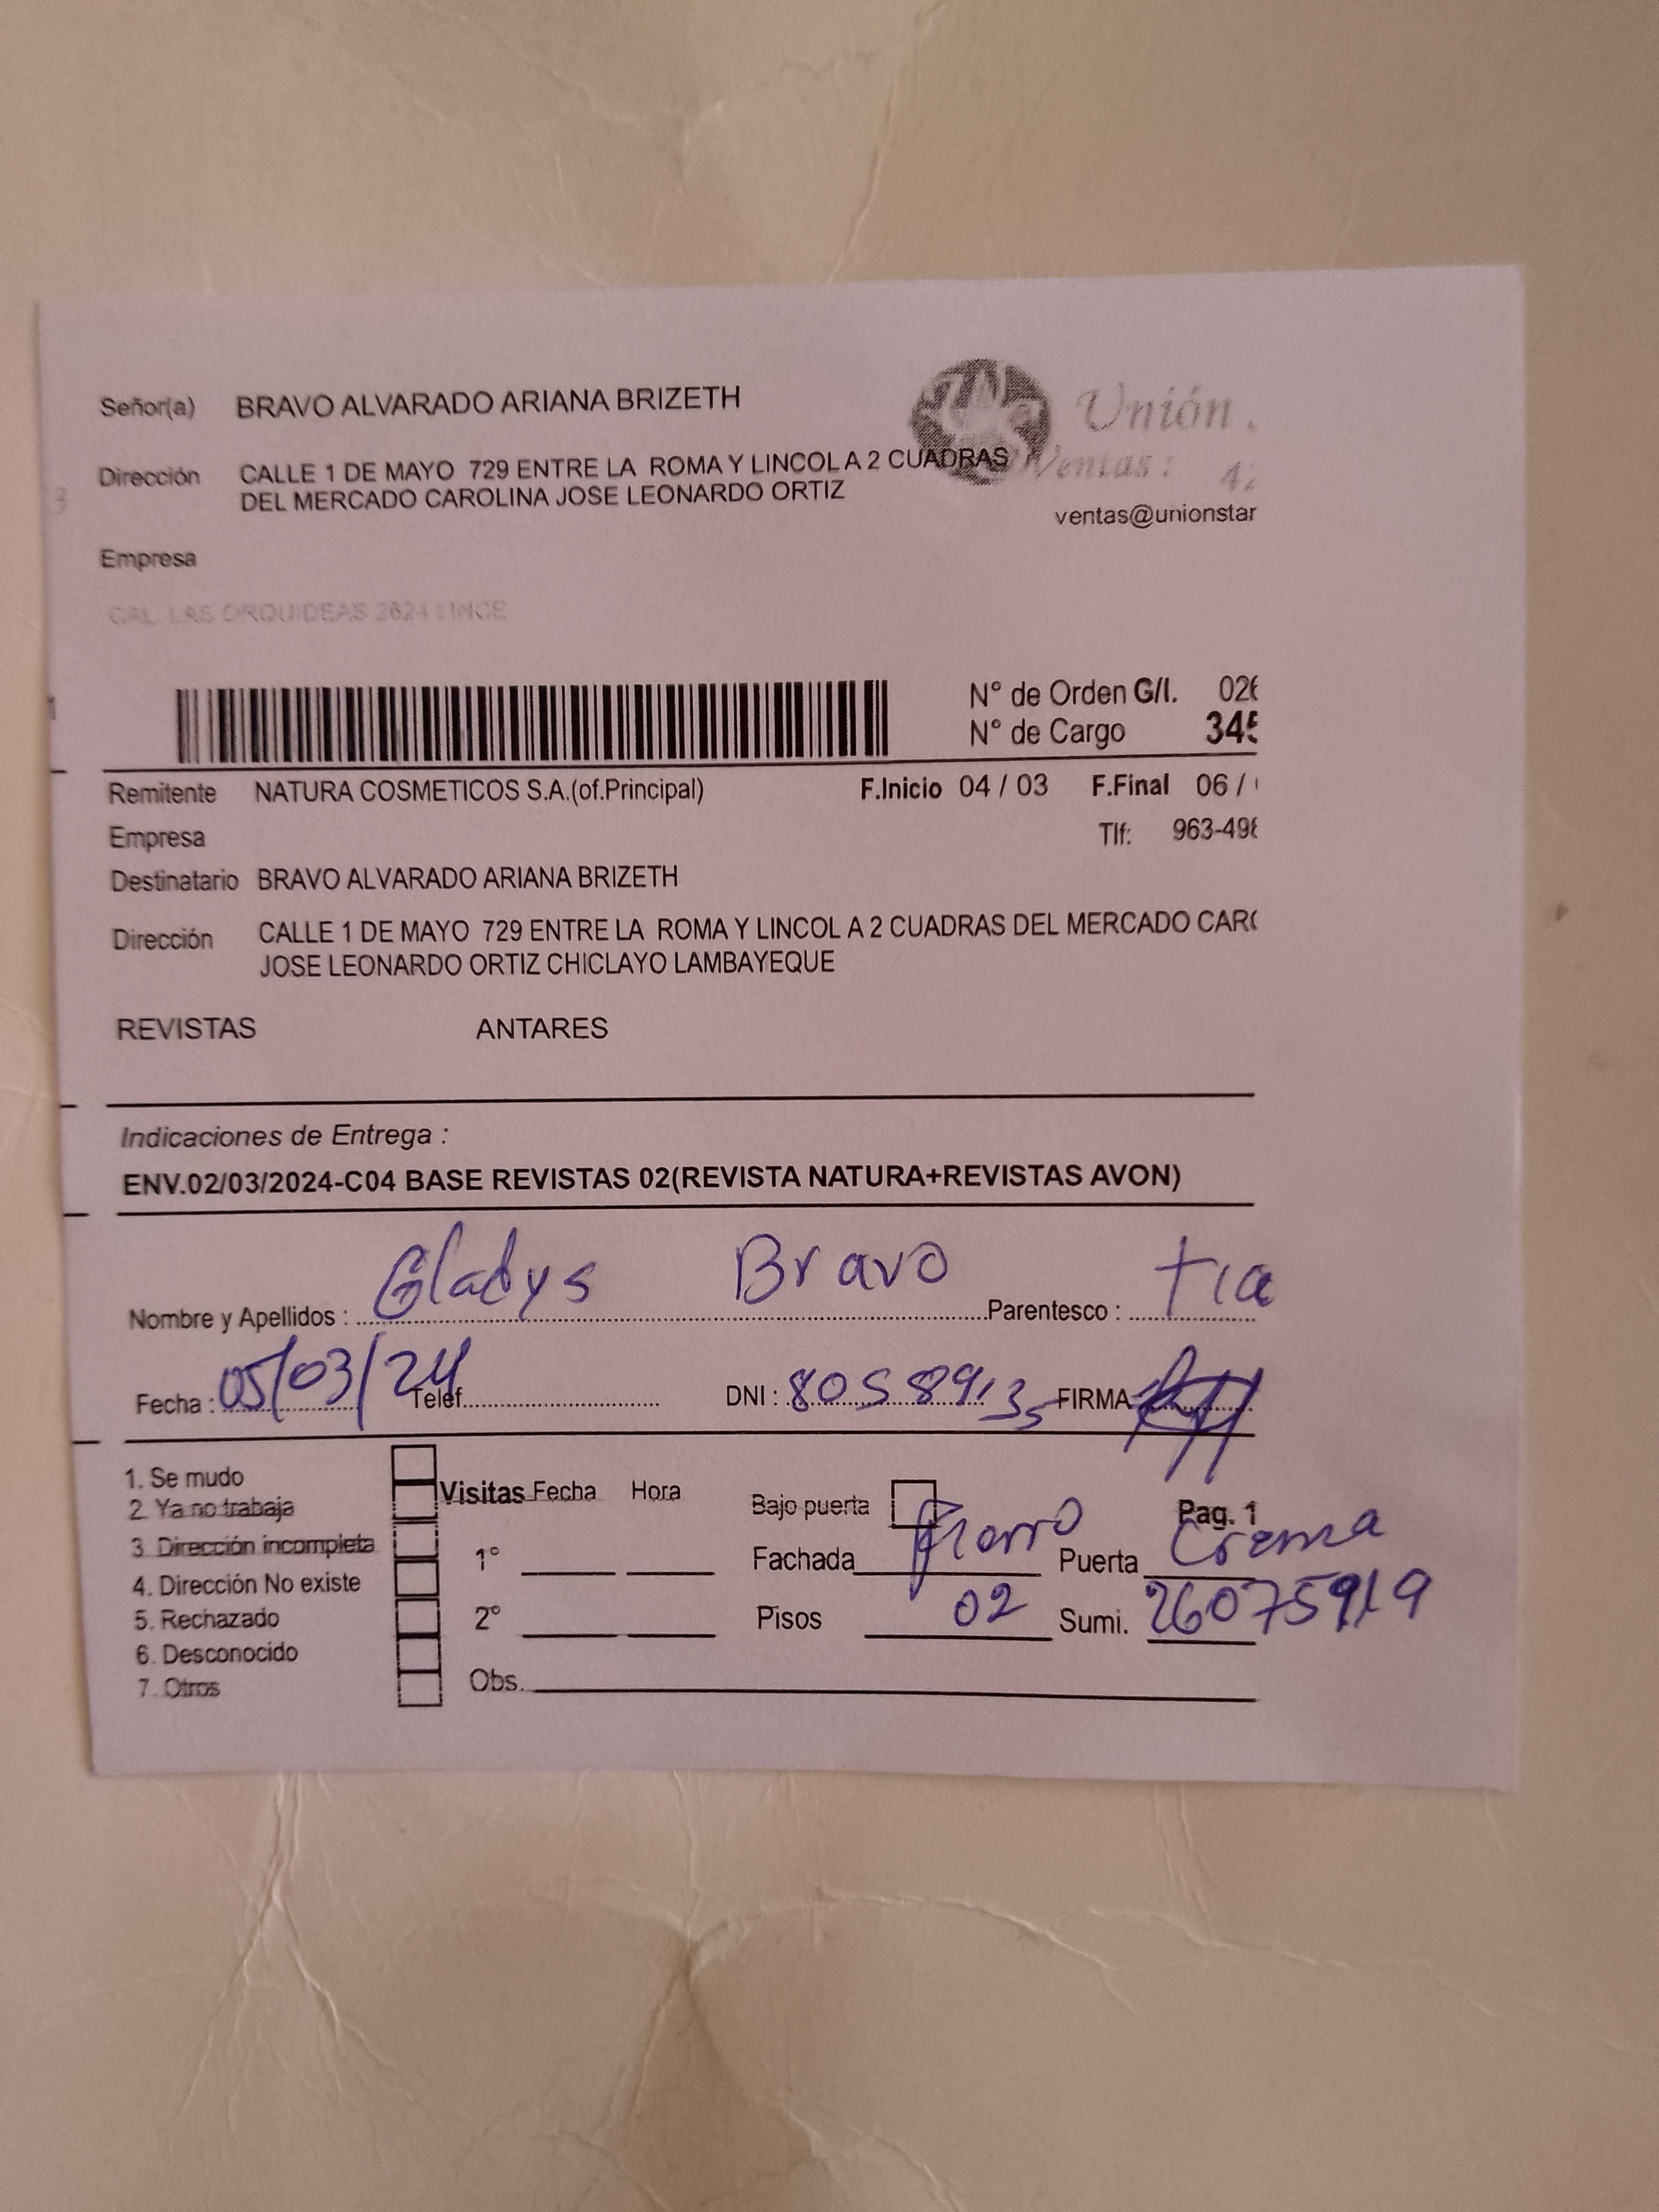 Señor(a) BRAVO ALVARADO ARIANA BRIZETH
Unión
Dirección CALLE 1 DE MAYO 729 ENTRE LA ROMA Y LINCOL A 2 CUADRAS
DEL MERCADO CAROLINA JOSE LEONARDO ORTIZ
Ventas :
ventas@unionstar
Empresa
CAL. LAS ORQUIDEAS 2624 LINCE
N° de Orden G/I. 026
N° de Cargo 345
Remitente NATURA COSMETICOS S.A.(of.Principal) F.Inicio 04 / 03 F.Final 06 /
Empresa Tlf: 963-498
Destinatario BRAVO ALVARADO ARIANA BRIZETH
Dirección CALLE 1 DE MAYO 729 ENTRE LA ROMA Y LINCOL A 2 CUADRAS DEL MERCADO CARO
JOSE LEONARDO ORTIZ CHICLAYO LAMBAYEQUE
REVISTAS ANTARES
Indicaciones de Entrega :
ENV.02/03/2024-C04 BASE REVISTAS 02(REVISTA NATURA+REVISTAS AVON)
Nombre y Apellidos : Gladys Bravo Parentesco : tia
Fecha : 05/03/24 Telef. DNI : FIRMA
1. Se mudo
2. Ya no trabaja
3. Dirección incompleta
4. Dirección No existe
5. Rechazado
6. Desconocido
7. Otros
Visitas Fecha Hora
1°
2°
Obs.
Bajo puerta Pag. 1
Fachada Puerta Crema
Pisos 02 Sumi.